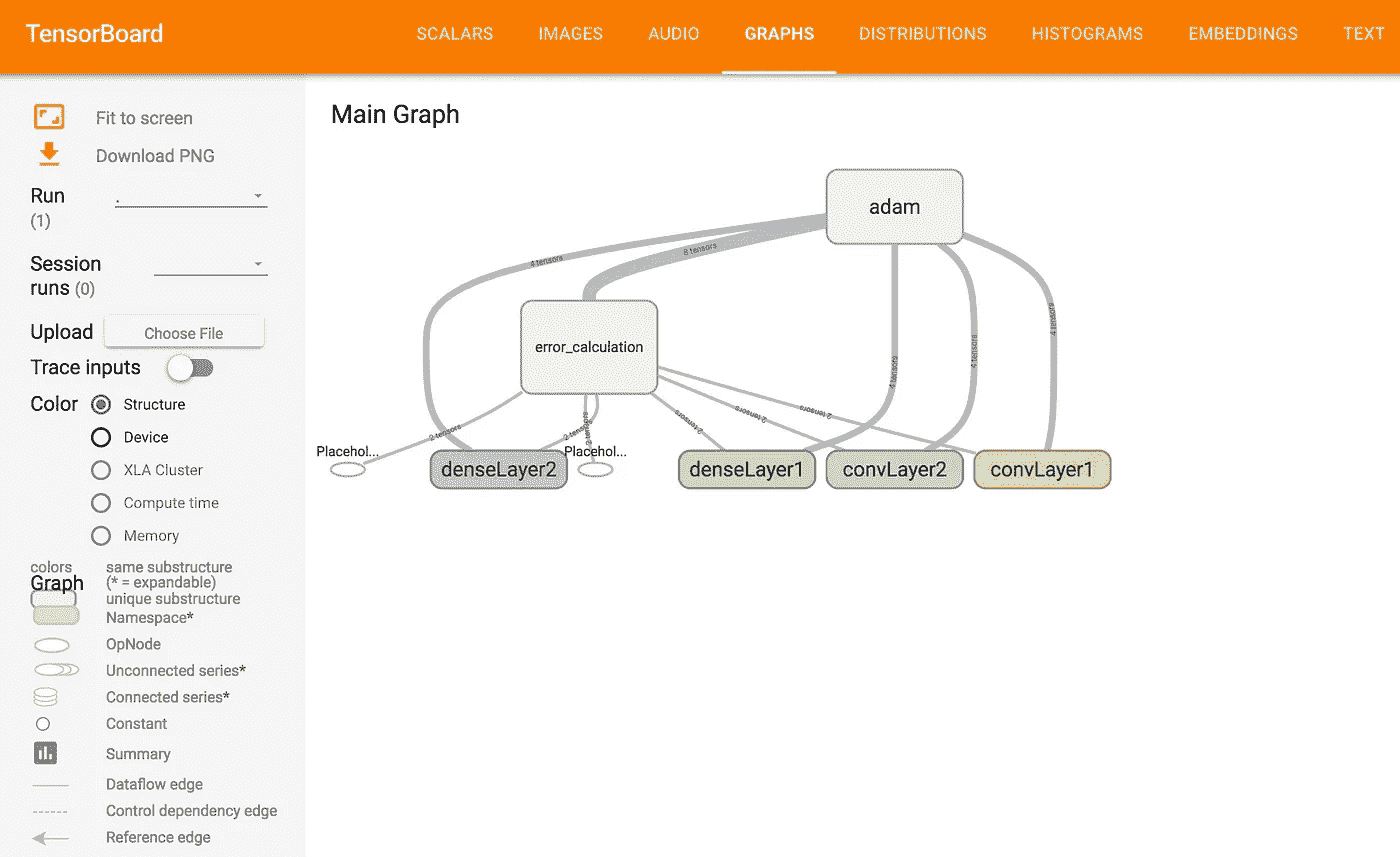 TensorBoard
SCALARS IMAGES AUDIO GRAPHS DISTRIBUTIONS HISTOGRAMS EMBEDDINGS TEXT
Fit to screen
Download PNG
Run
(1)
.
Session
runs (0)
Upload Choose File
Trace inputs
Color Structure
Device
XLA Cluster
Compute time
Memory
colors same substructure
Graph (* = expandable)
unique substructure
Namespace*
OpNode
Unconnected series*
Connected series*
Constant
Summary
Dataflow edge
Control dependency edge
Reference edge
Main Graph
adam
4 tensors
8 tensors
4 tensors
4 tensors
4 tensors
error_calculation
2 tensors
2 tensors
2 tensors
2 tensors
2 tensors
2 tensors
Placehol...
Placehol...
denseLayer2
denseLayer1
convLayer2
convLayer1